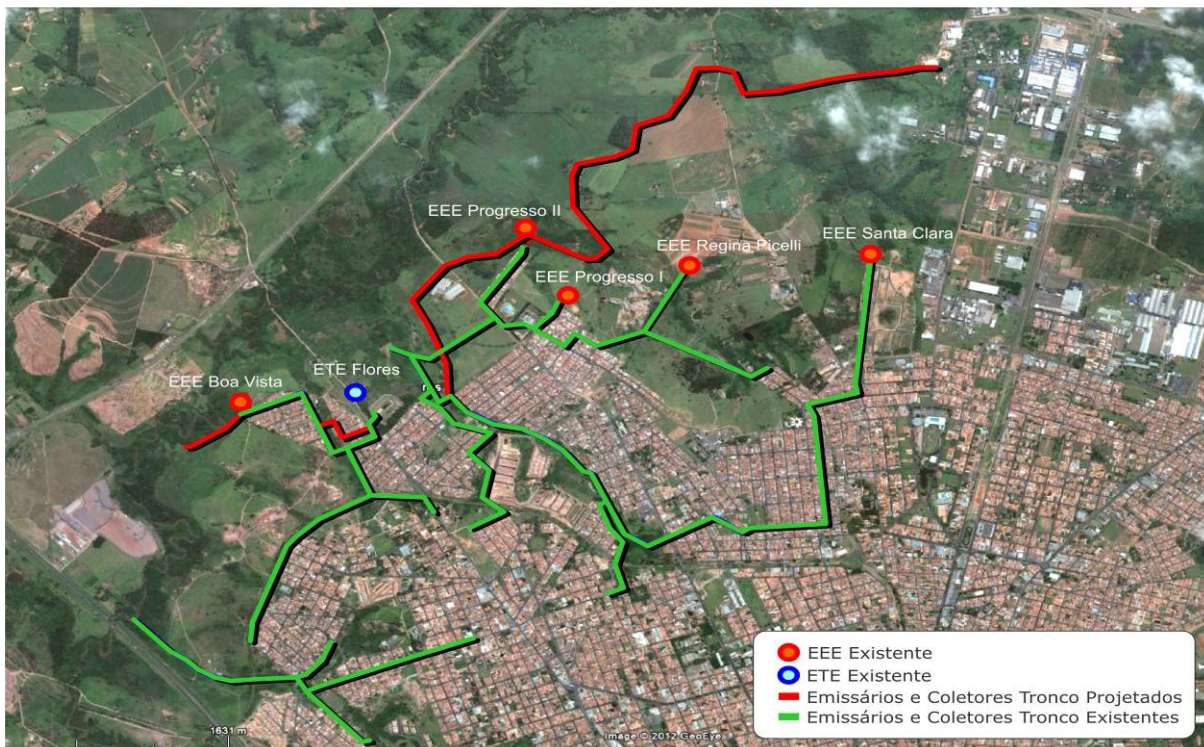 EEE Progresso II
EEE Regina Picelli
EEE Santa Clara
EEE Progresso I
ETE Flores
EEE Boa Vista
EEE Existente
ETE Existente
Emissários e Coletores Tronco Projetados
Emissários e Coletores Tronco Existentes
1631 m
Image © 2012 GeoEye